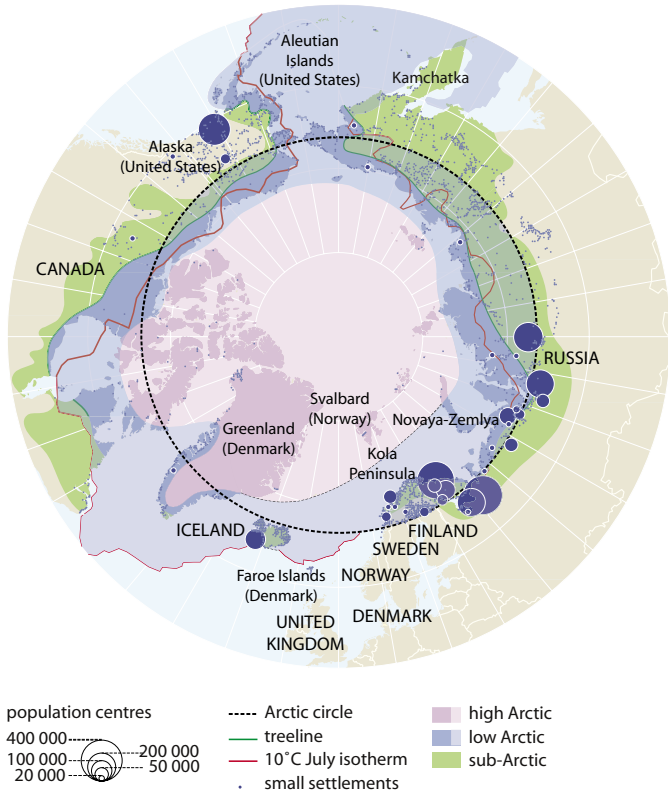 Aleutian
Islands
(United States)
Kamchatka
Alaska
(United States)
CANADA
RUSSIA
Svalbard
(Norway)
Novaya-Zemlya
Greenland
(Denmark)
Kola
Peninsula
ICELAND
FINLAND
SWEDEN
Faroe Islands
(Denmark)
NORWAY
UNITED
KINGDOM
DENMARK
population centres
400 000
200 000
100 000
50 000
20 000
Arctic circle
treeline
10˚C July isotherm
small settlements
high Arctic
low Arctic
sub-Arctic